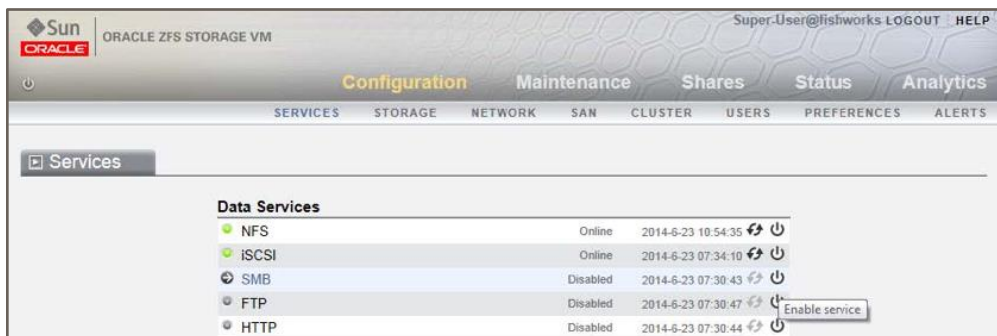 Sun
ORACLE
ORACLE ZFS STORAGE VM
Super-User@fishworks LOGOUT HELP
Configuration Maintenance Shares Status Analytics
SERVICES STORAGE NETWORK SAN CLUSTER USERS PREFERENCES ALERTS
Services
Data Services
NFS Online 2014-6-23 10:54:35
iSCSI Online 2014-6-23 07:34:10
SMB Disabled 2014-6-23 07:30:43
FTP Disabled 2014-6-23 07:30:47
Enable service
HTTP Disabled 2014-6-23 07:30:44